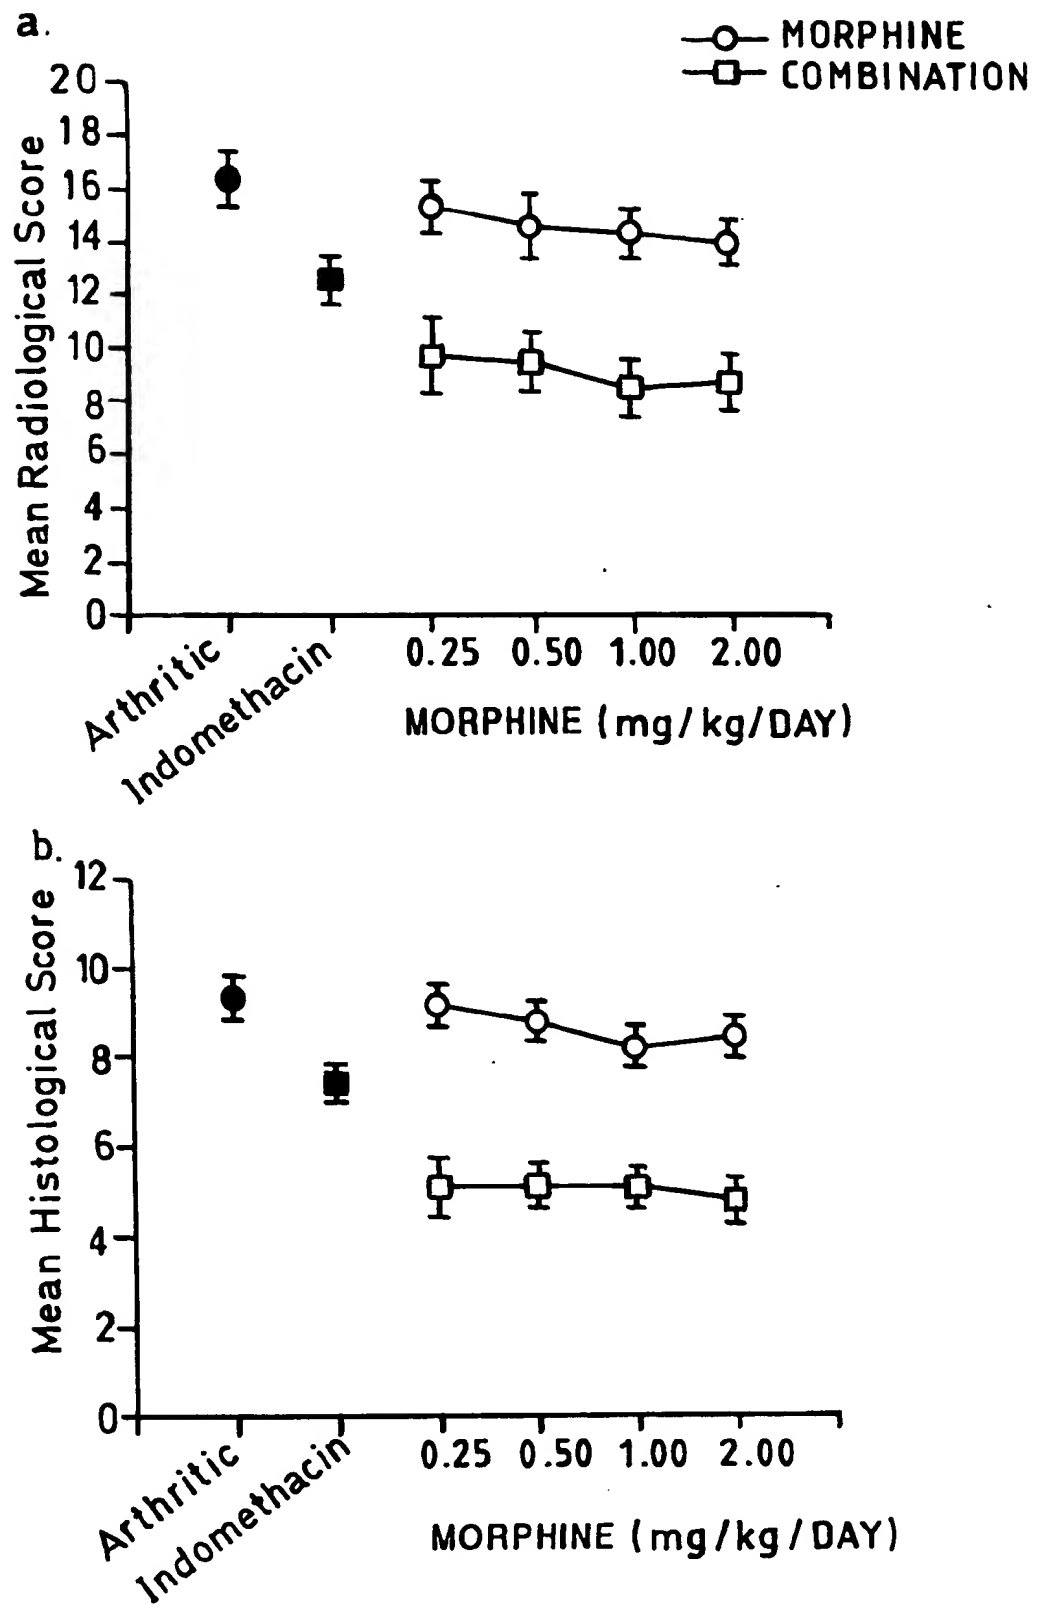 a.
MORPHINE
COMBINATION
Mean Radiological Score
20
18
16
14
12
10
8
6
4
2
0
Arthritic
Indomethacin
0.25 0.50 1.00 2.00
MORPHINE (mg/kg/DAY)
b.
Mean Histological Score
12
10
8
6
4
2
0
Arthritic
Indomethacin
0.25 0.50 1.00 2.00
MORPHINE (mg/kg/DAY)